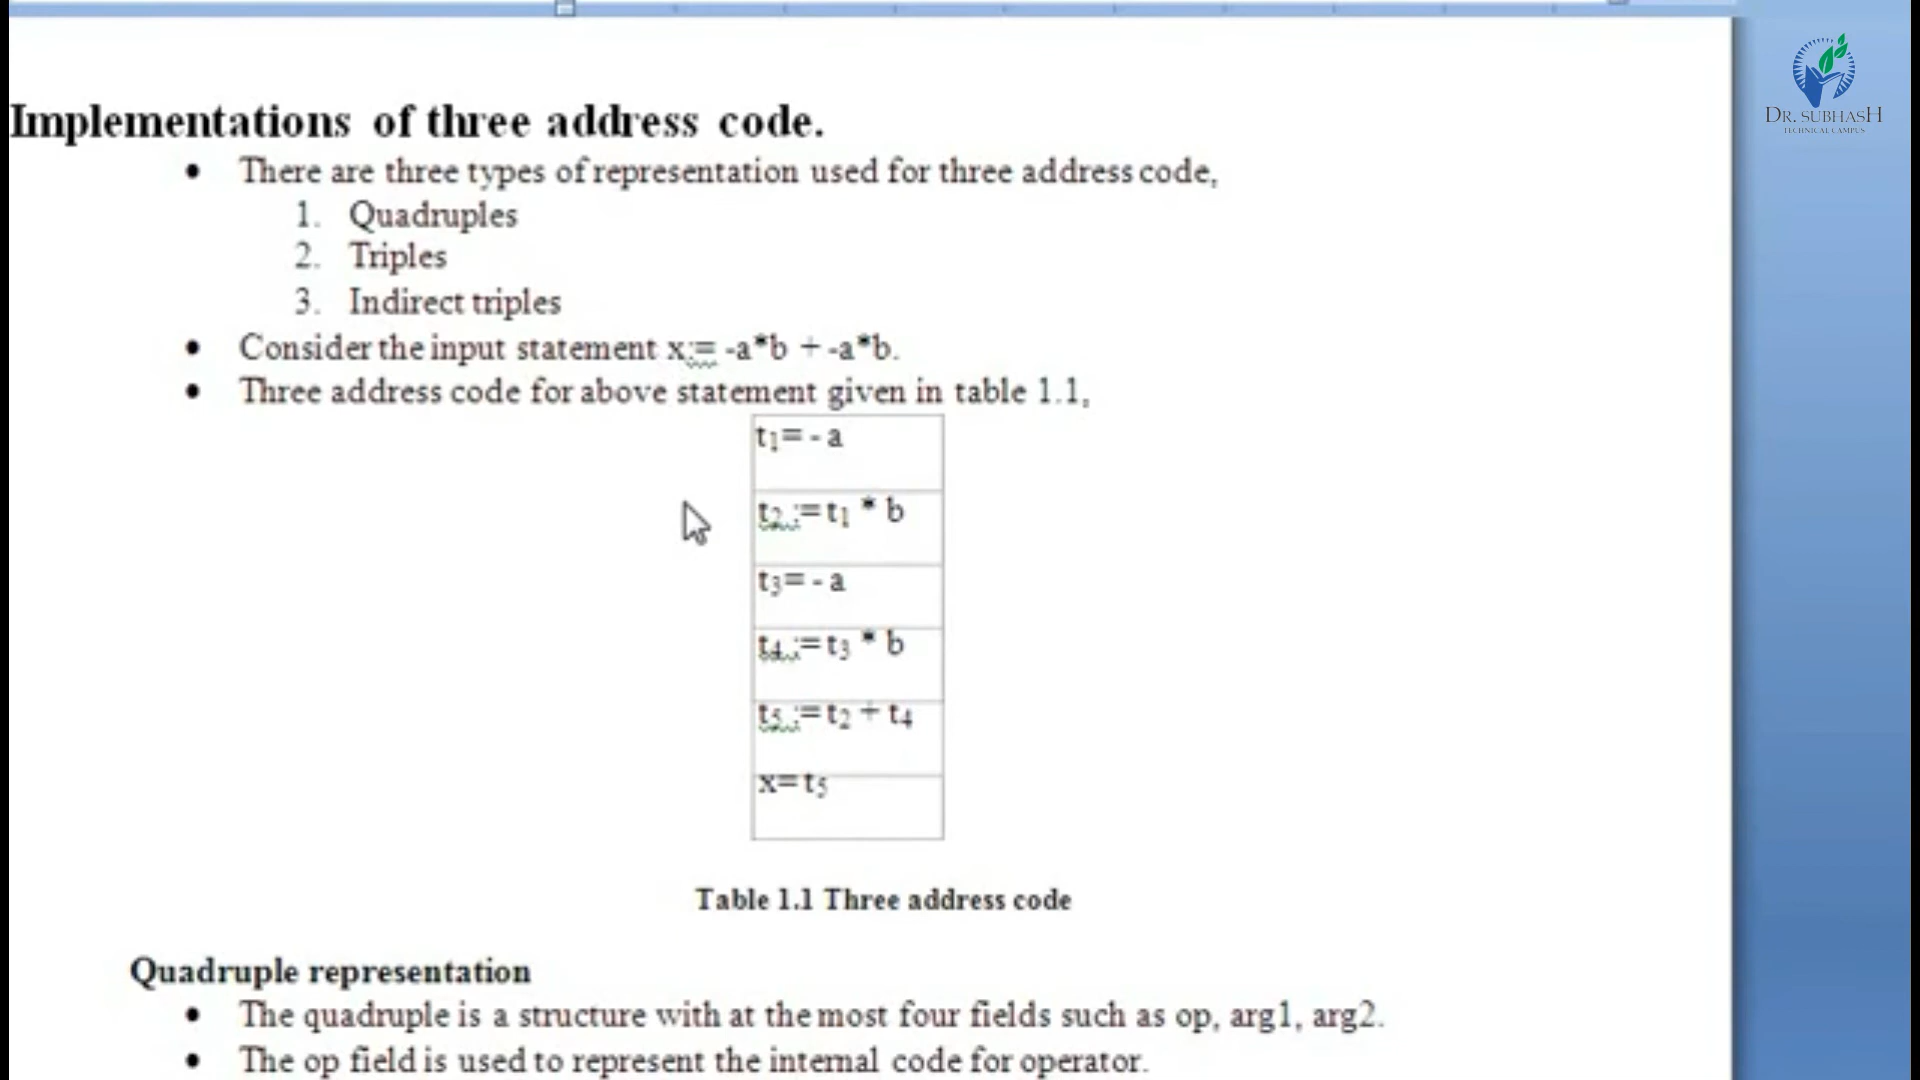 DR. SUBHASH
TECHNICAL CAMPUS
Implementations of three address code.
• There are three types of representation used for three address code,
1. Quadruples
2. Triples
3. Indirect triples
• Consider the input statement x:= -a*b + -a*b.
• Three address code for above statement given in table 1.1,
t1= - a
t2 := t1 * b
t3= - a
t4 := t3 * b
t5 := t2 + t4
x= t5
Table 1.1 Three address code
Quadruple representation
• The quadruple is a structure with at the most four fields such as op, arg1, arg2.
• The op field is used to represent the internal code for operator.